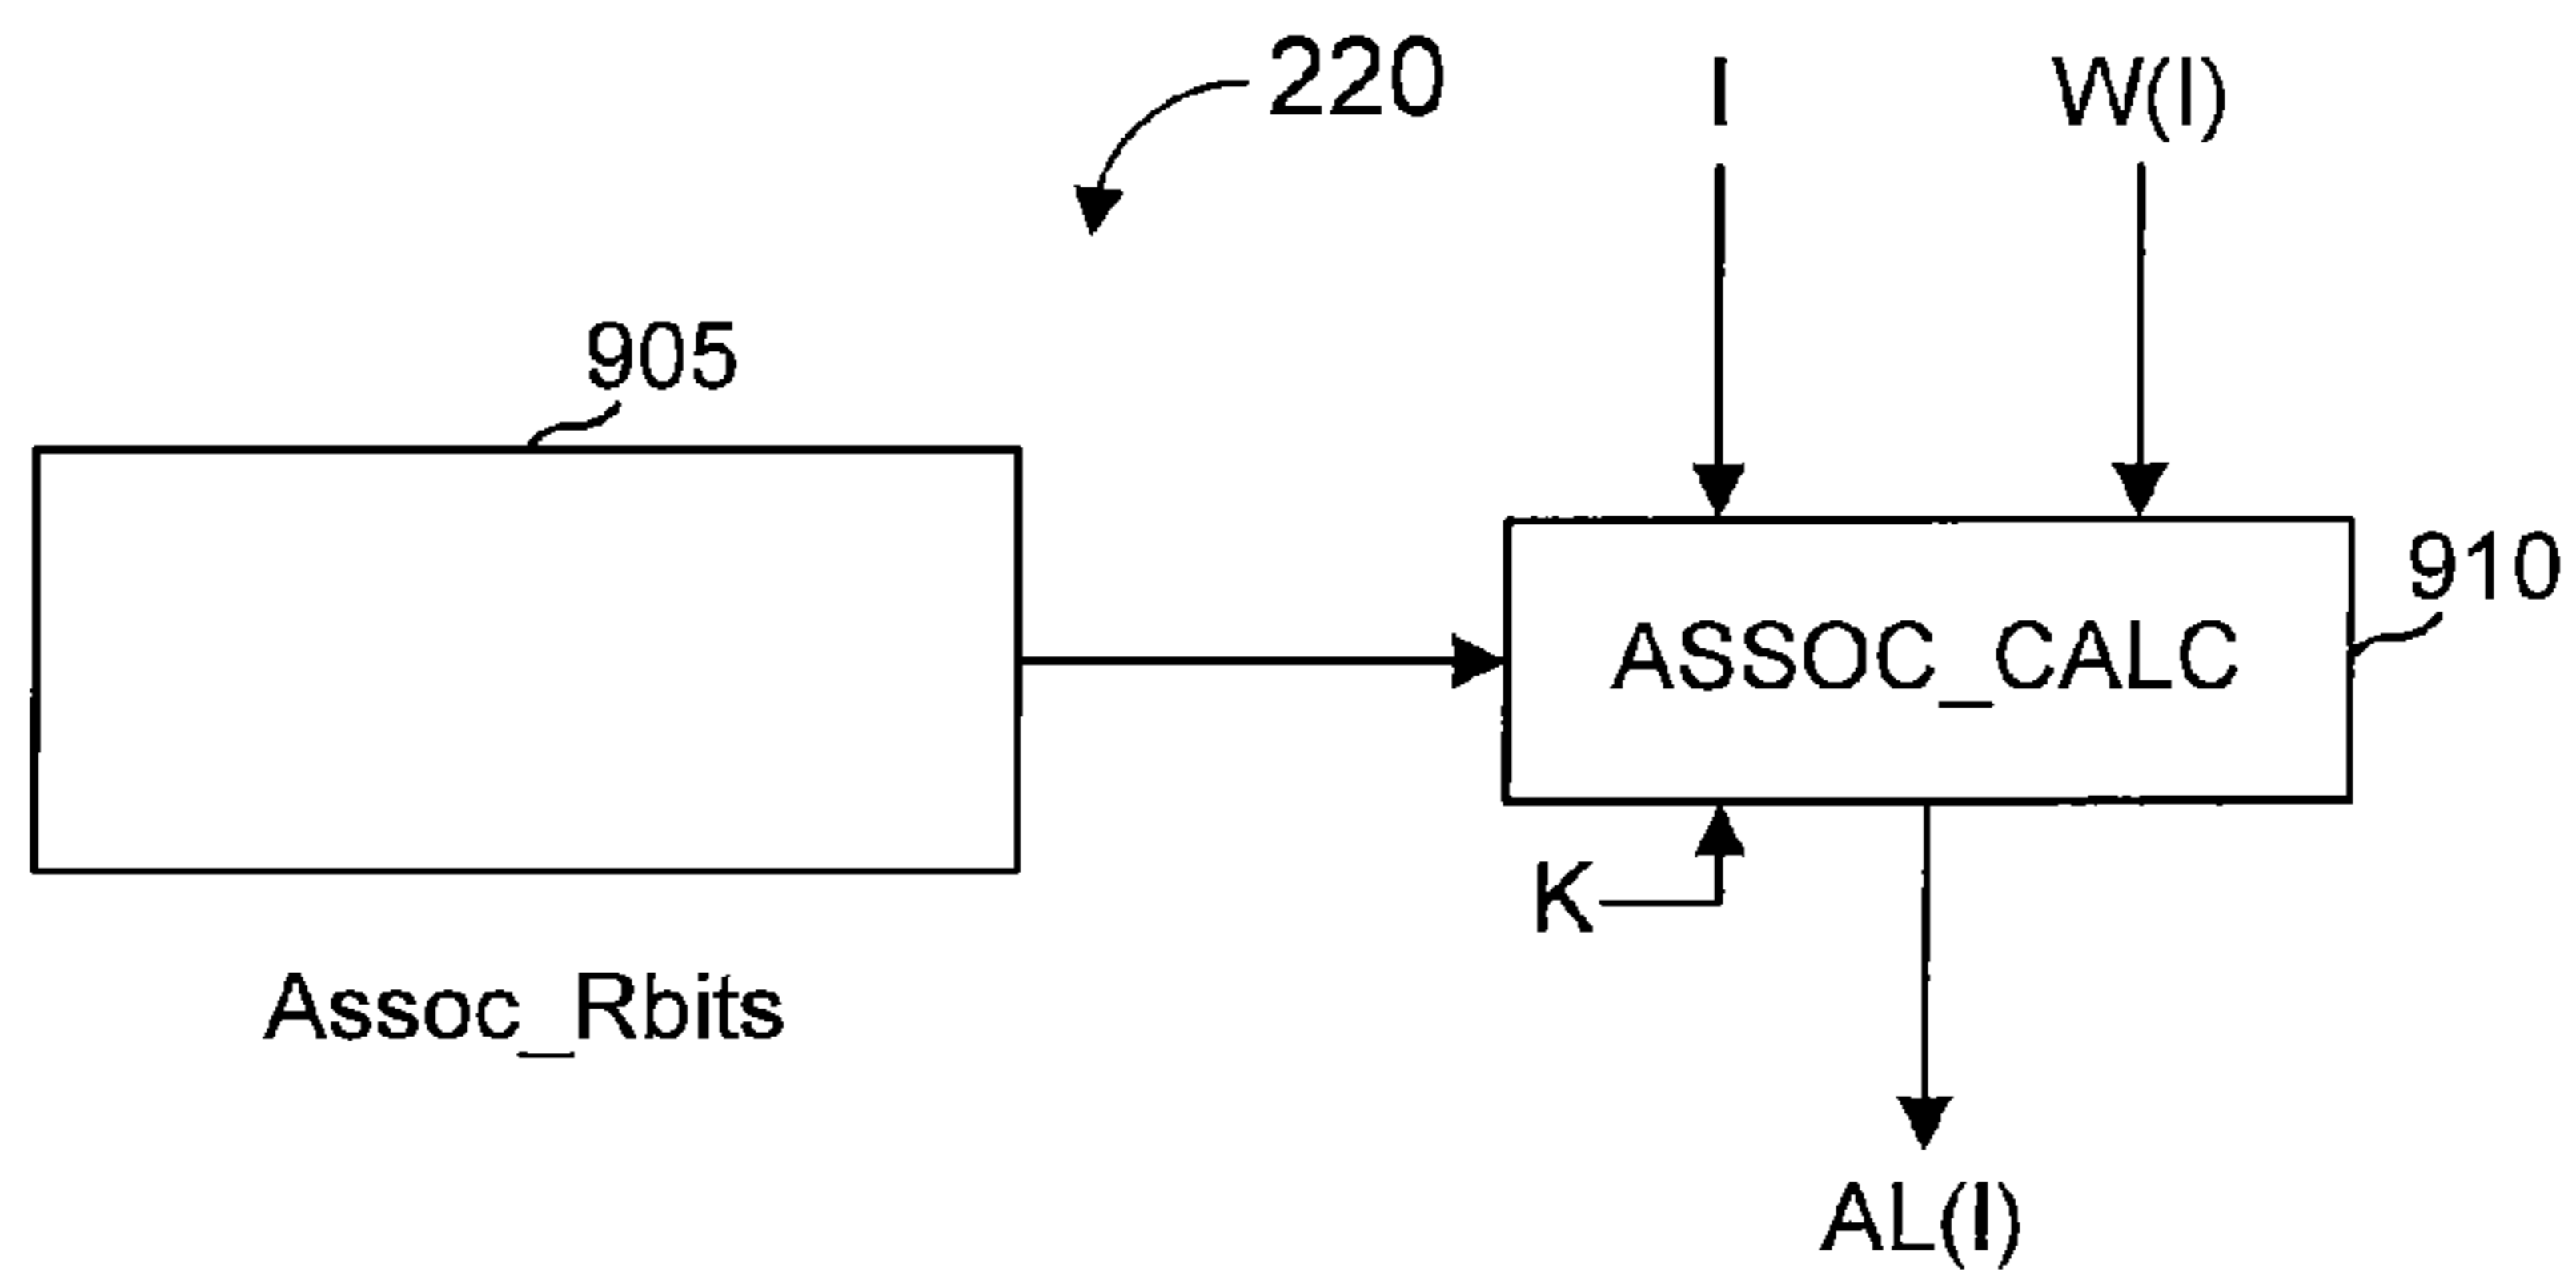 220
I
W(I)
905
910
ASSOC_CALC
K
Assoc_Rbits
AL(I)